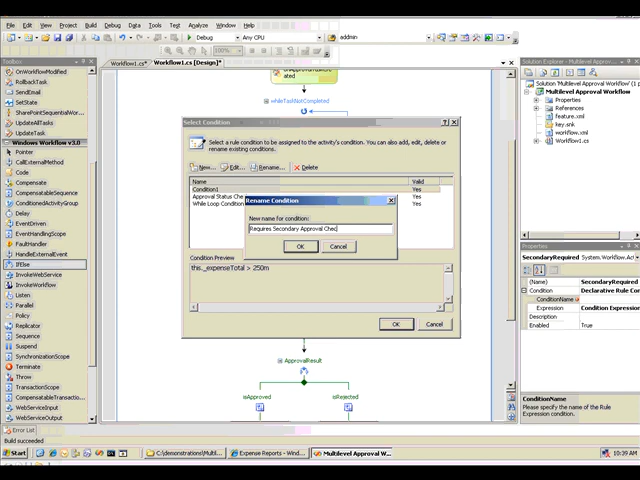 File Edit View Project Build Debug Data Tools Test Analyze Window Help
Debug Any CPU admin
100%
Toolbox
OnWorkflowModified
RollbackTask
SendEmail
SetState
SharePointSequentialWor...
UpdateAllTasks
UpdateTask
Windows Workflow v3.0
Pointer
CallExternalMethod
Code
Compensate
CompensatableSequence
ConditionedActivityGroup
Delay
EventDriven
EventHandlingScope
FaultHandler
HandleExternalEvent
IfElse
InvokeWebService
InvokeWorkflow
Listen
Parallel
Policy
Replicator
Sequence
Suspend
SynchronizationScope
Terminate
Throw
TransactionScope
CompensatableTransactio...
WebServiceInput
WebServiceOutput
Workflow1.cs* Workflow1.cs [Design]*
ated
whileTaskNotCompleted
Select Condition
Select a rule condition to be assigned to the activity's condition. You can also add, edit, delete or
rename existing conditions.
New... Edit... Rename... Delete
Name Valid
Condition1 Yes
Approval Status Che Yes
While Loop Condition Yes
Rename Condition
New name for condition:
Requires Secondary Approval Chec
OK Cancel
Condition Preview
this._expenseTotal > 250m
OK Cancel
ApprovalResult
isApproved isRejected
Solution Explorer - Multilevel Appro...
Solution 'Multilevel Approval Workflow' (1 pro
Multilevel Approval Workflow
Properties
References
feature.xml
key.snk
workflow.xml
Workflow1.cs
Properties
SecondaryRequired System.Workflow.Ac
(Name) SecondaryRequired
Condition Declarative Rule Con
ConditionName
Expression Condition Expression
Description
Enabled True
ConditionName
Please specify the name of the Rule
Expression condition.
Error List
Build succeeded
Start C:\demonstrations\Multil... Expense Reports - Wind... Multilevel Approval W... 10:39 AM